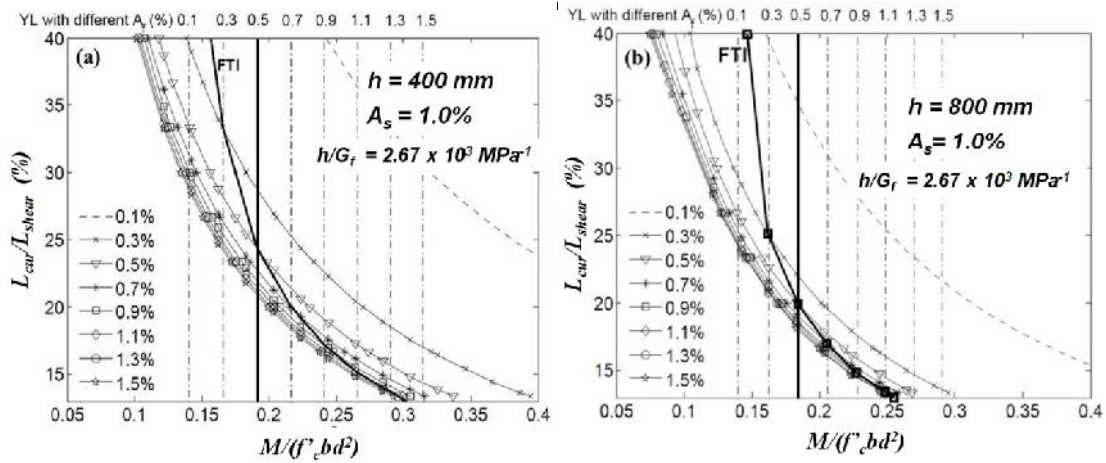 YL with different Af (%) 0.1 0.3 0.5 0.7 0.9 1.1 1.3 1.5
(a)
FTI
h = 400 mm
As = 1.0%
h/Gf = 2.67 x 10³ MPa⁻¹
0.1%
0.3%
0.5%
0.7%
0.9%
1.1%
1.3%
1.5%
40
35
30
25
20
15
Lcur/Lshear (%)
0.05 0.1 0.15 0.2 0.25 0.3 0.35 0.4
M/(f'cbd²)
YL with different Af (%) 0.1 0.3 0.5 0.7 0.9 1.1 1.3 1.5
(b)
FTI
h = 800 mm
As= 1.0%
h/Gf = 2.67 x 10³ MPa⁻¹
0.1%
0.3%
0.5%
0.7%
0.9%
1.1%
1.3%
1.5%
40
35
30
25
20
15
Lcur/Lshear (%)
0.05 0.1 0.15 0.2 0.25 0.3 0.35 0.4
M/(f'cbd²)